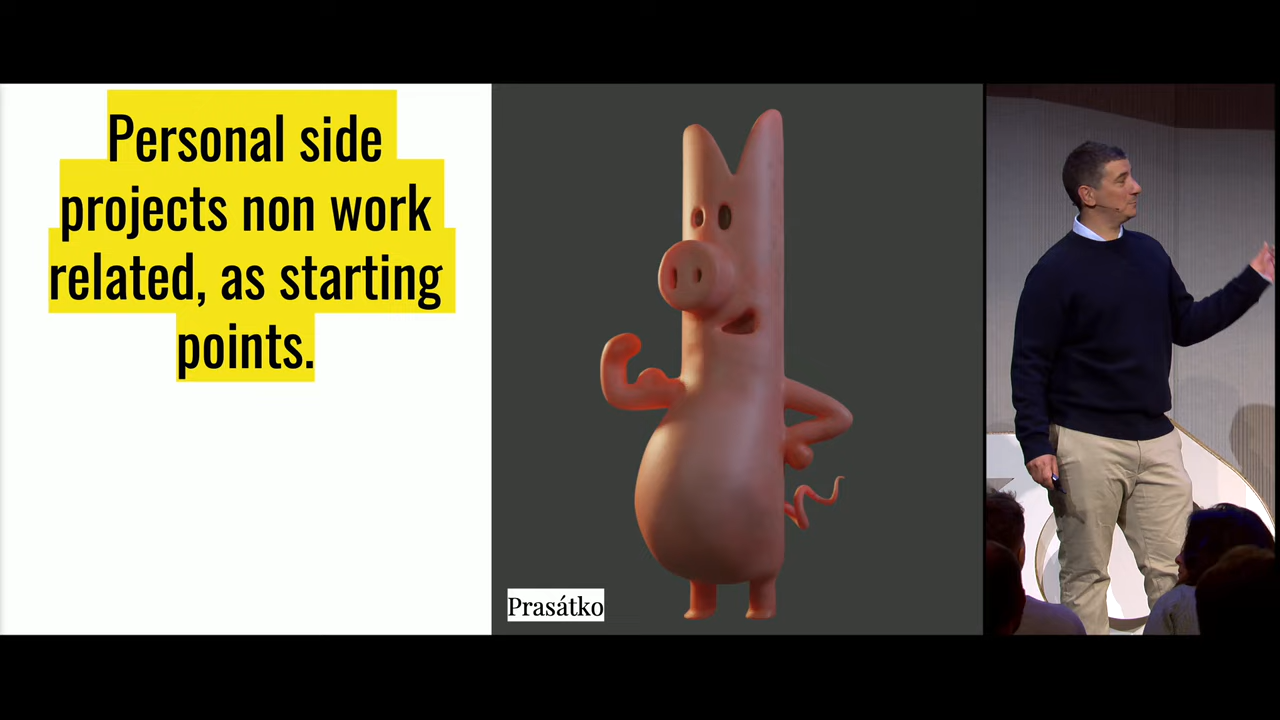 Personal side
projects non work
related, as starting
points.
Prasátko